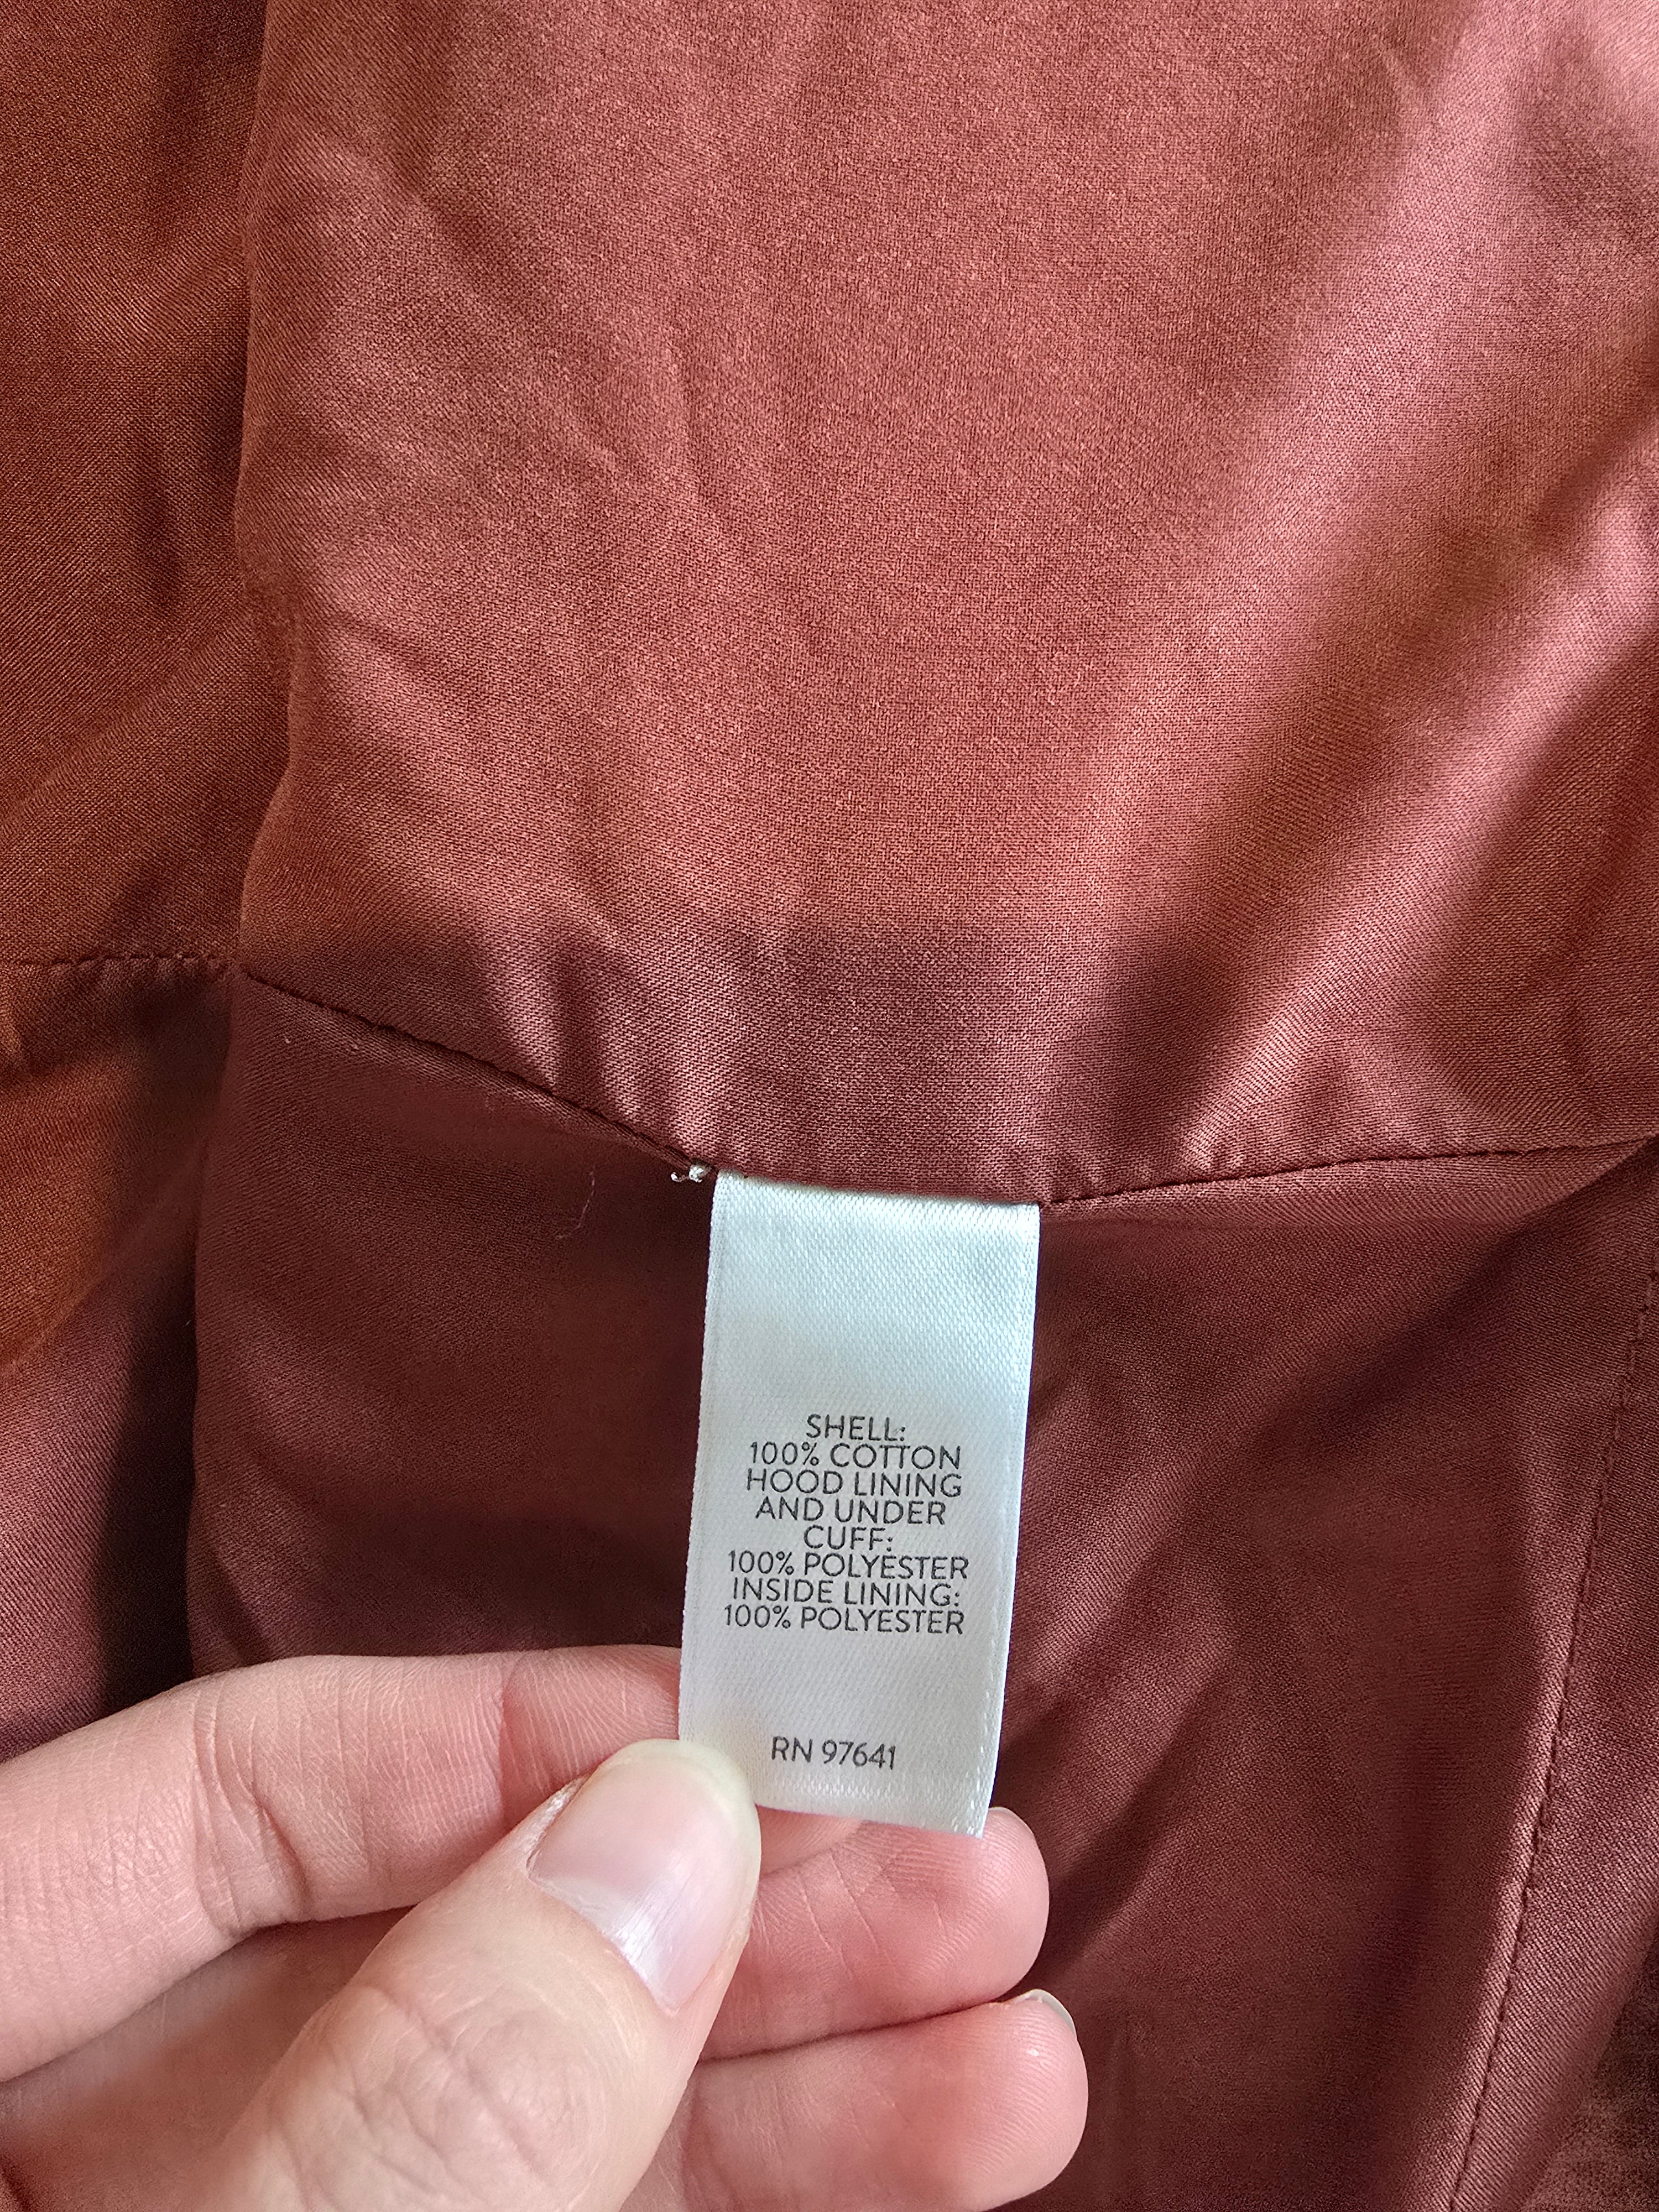 SHELL:
100% COTTON
HOOD LINING
AND UNDER
CUFF:
100% POLYESTER
INSIDE LINING:
100% POLYESTER
RN 97641